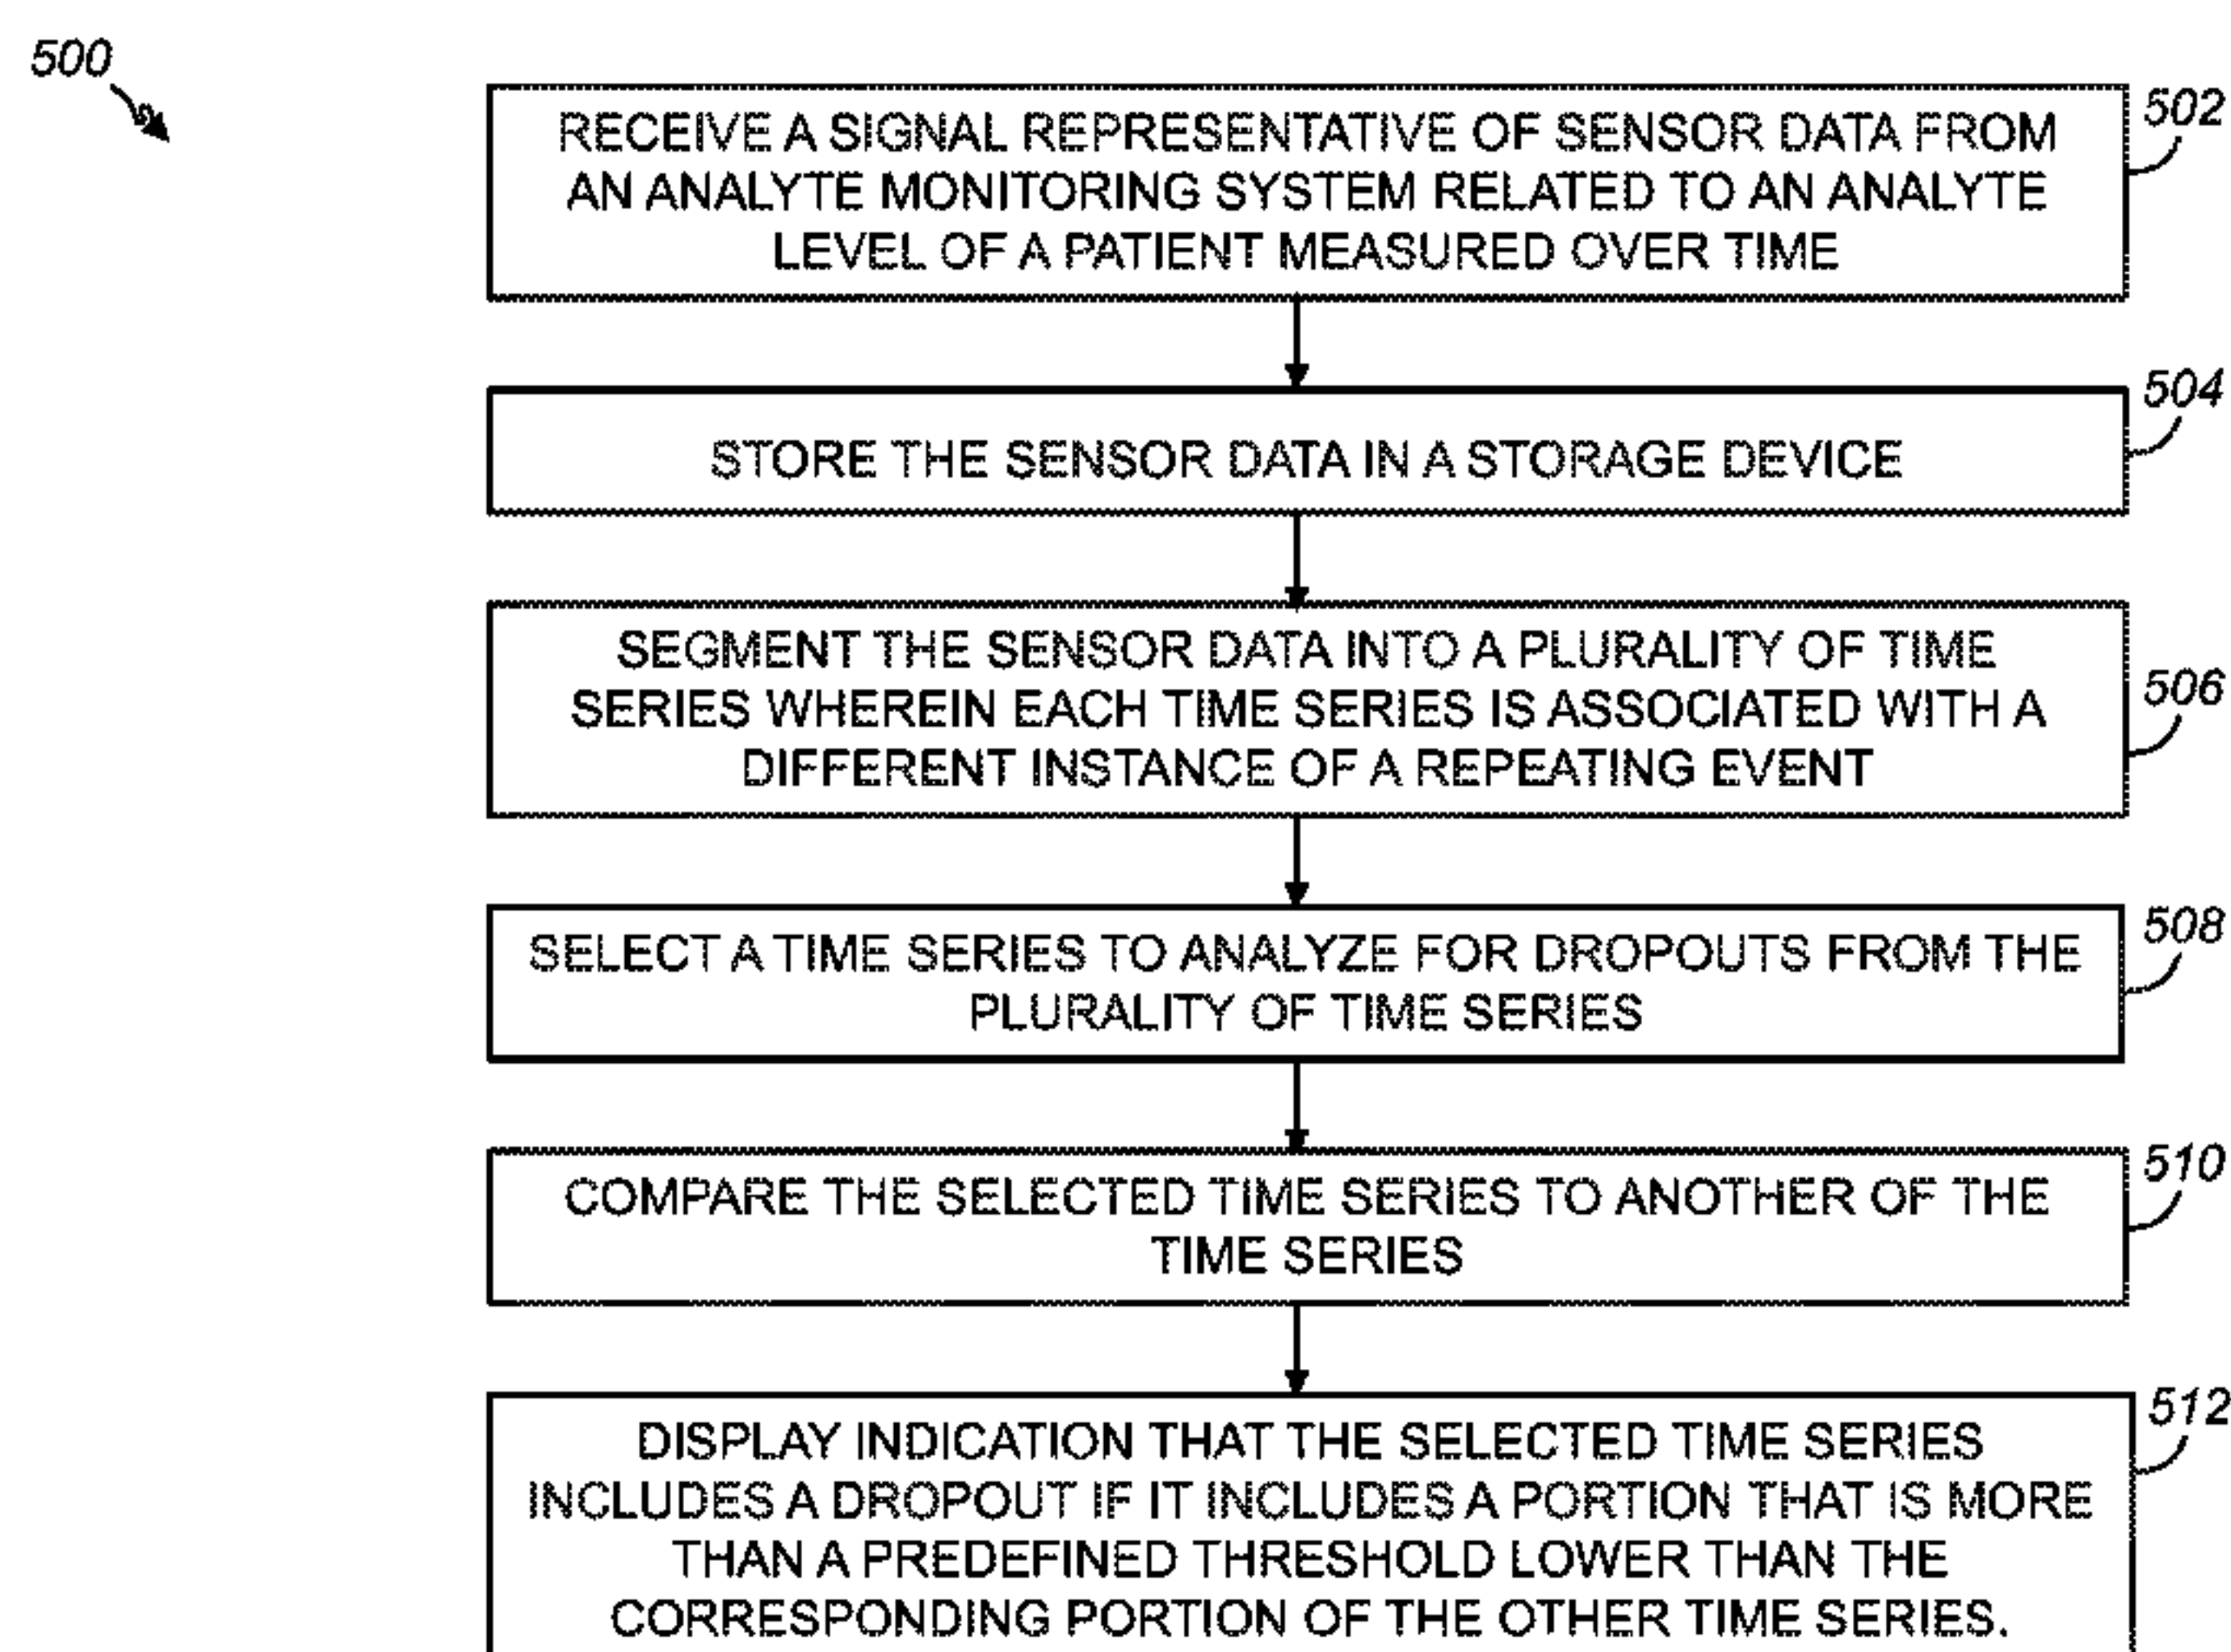 500
RECEIVE A SIGNAL REPRESENTATIVE OF SENSOR DATA FROM
AN ANALYTE MONITORING SYSTEM RELATED TO AN ANALYTE
LEVEL OF A PATIENT MEASURED OVER TIME
502
STORE THE SENSOR DATA IN A STORAGE DEVICE
504
SEGMENT THE SENSOR DATA INTO A PLURALITY OF TIME
SERIES WHEREIN EACH TIME SERIES IS ASSOCIATED WITH A
DIFFERENT INSTANCE OF A REPEATING EVENT
506
SELECT A TIME SERIES TO ANALYZE FOR DROPOUTS FROM THE
PLURALITY OF TIME SERIES
508
COMPARE THE SELECTED TIME SERIES TO ANOTHER OF THE
TIME SERIES
510
DISPLAY INDICATION THAT THE SELECTED TIME SERIES
INCLUDES A DROPOUT IF IT INCLUDES A PORTION THAT IS MORE
THAN A PREDEFINED THRESHOLD LOWER THAN THE
CORRESPONDING PORTION OF THE OTHER TIME SERIES.
512